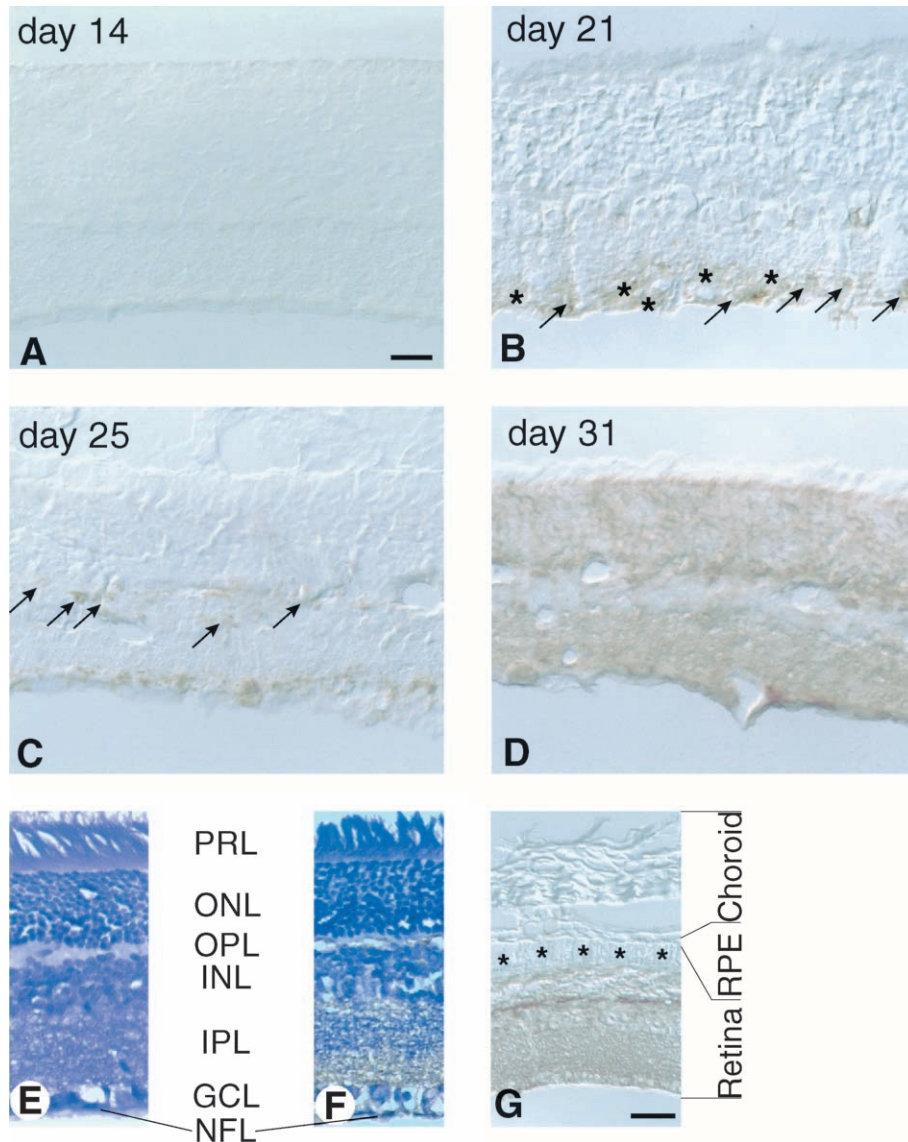 day 14
A
day 21
* * * * *
B
day 25
C
day 31
D
PRL
ONL
OPL
INL
IPL
GCL
NFL
E
F
* * * * *
G
Choroid
RPE
Retina